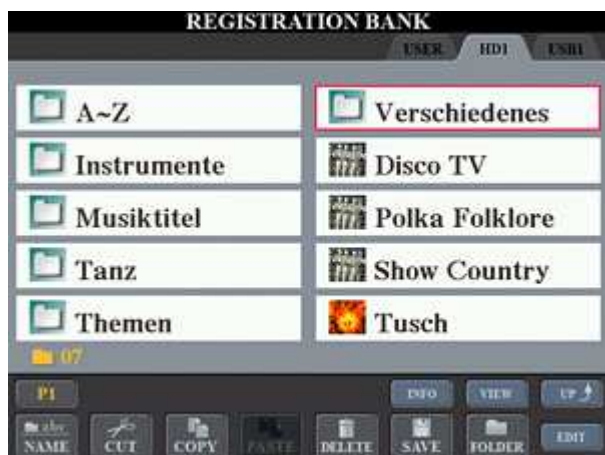 REGISTRATION BANK
USER HD1 USB1
A~Z
Instrumente
Musiktitel
Tanz
Themen
Verschiedenes
Disco TV
Polka Folklore
Show Country
Tusch
07
P1
INFO VIEW UP
abc
NAME CUT COPY PASTE DELETE SAVE FOLDER EDIT